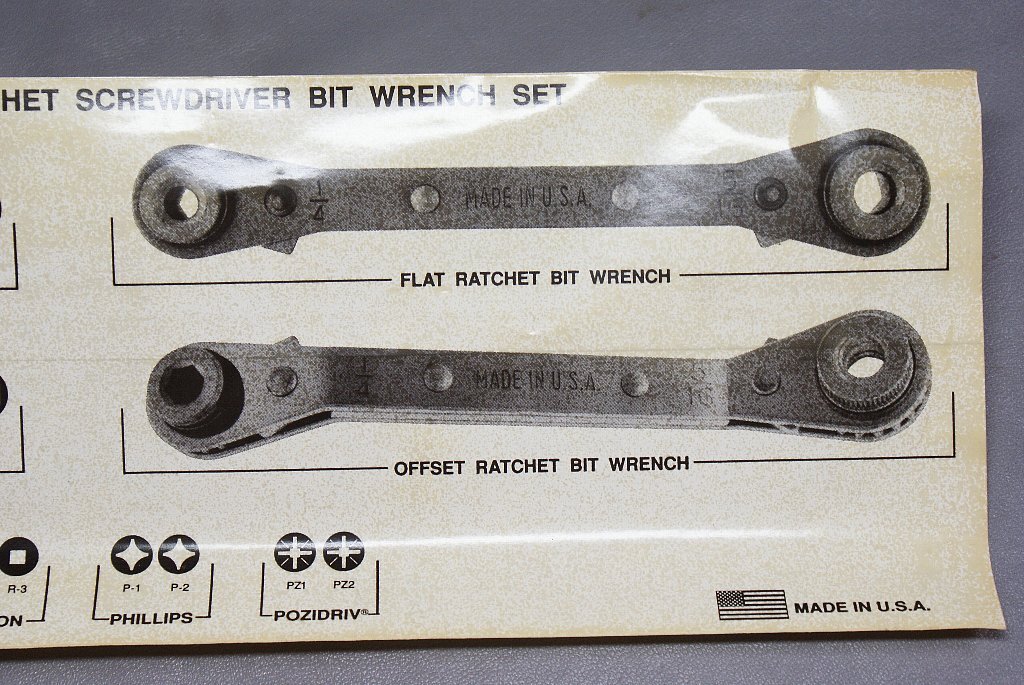 HET SCREWDRIVER BIT WRENCH SET
1/4 MADE IN U.S.A.
FLAT RATCHET BIT WRENCH
1/4 MADE IN U.S.A.
OFFSET RATCHET BIT WRENCH
R-3 P-1 P-2 PZ1 PZ2
ON PHILLIPS POZIDRIV®
MADE IN U.S.A.